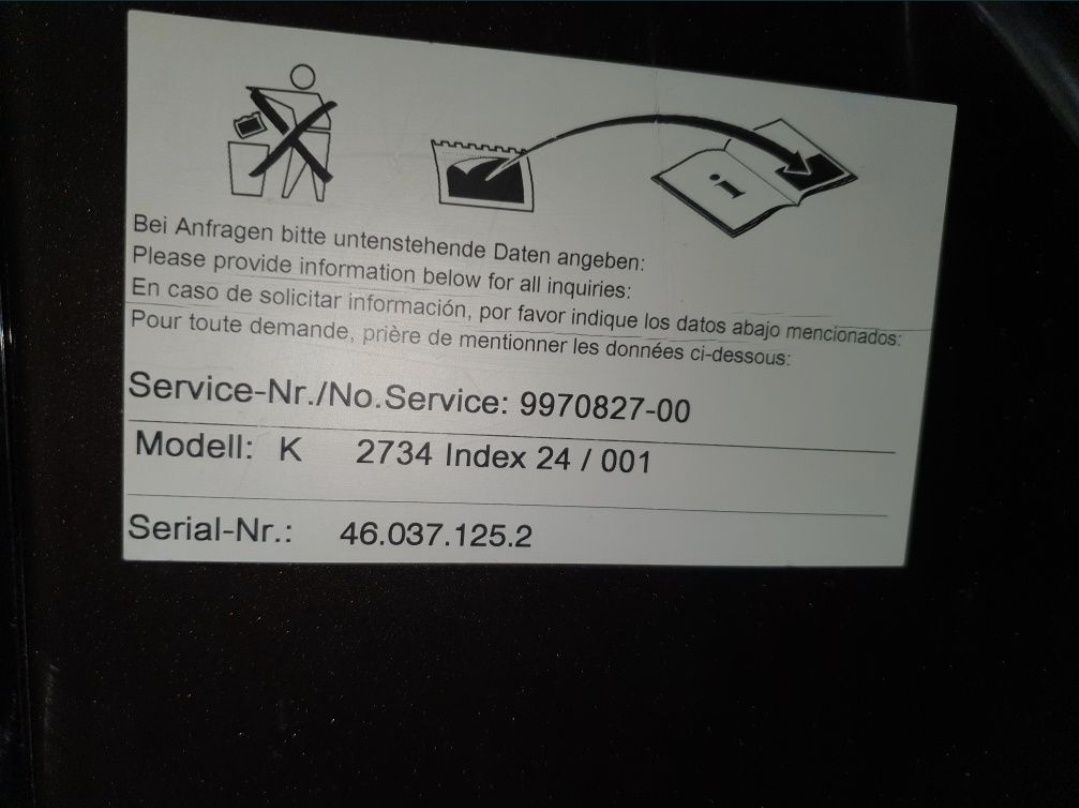 i
Bei Anfragen bitte untenstehende Daten angeben:
Please provide information below for all inquiries:
En caso de solicitar información, por favor indique los datos abajo mencionados:
Pour toute demande, prière de mentionner les données ci-dessous:
Service-Nr./No.Service: 9970827-00
Modell: K 2734 Index 24 / 001
Serial-Nr.: 46.037.125.2